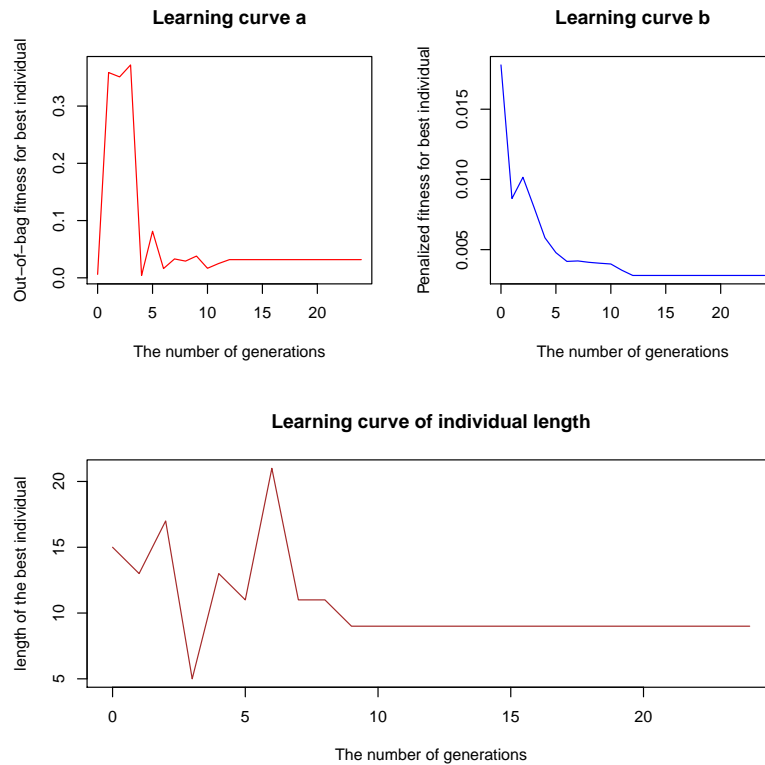 Learning curve a
Out−of−bag fitness for best individual
0.0
0.1
0.2
0.3
0 5 10 15 20
The number of generations
Learning curve b
Penalized fitness for best individual
0.005
0.010
0.015
0 5 10 15 20
The number of generations
Learning curve of individual length
length of the best individual
5
10
15
20
0 5 10 15 20
The number of generations